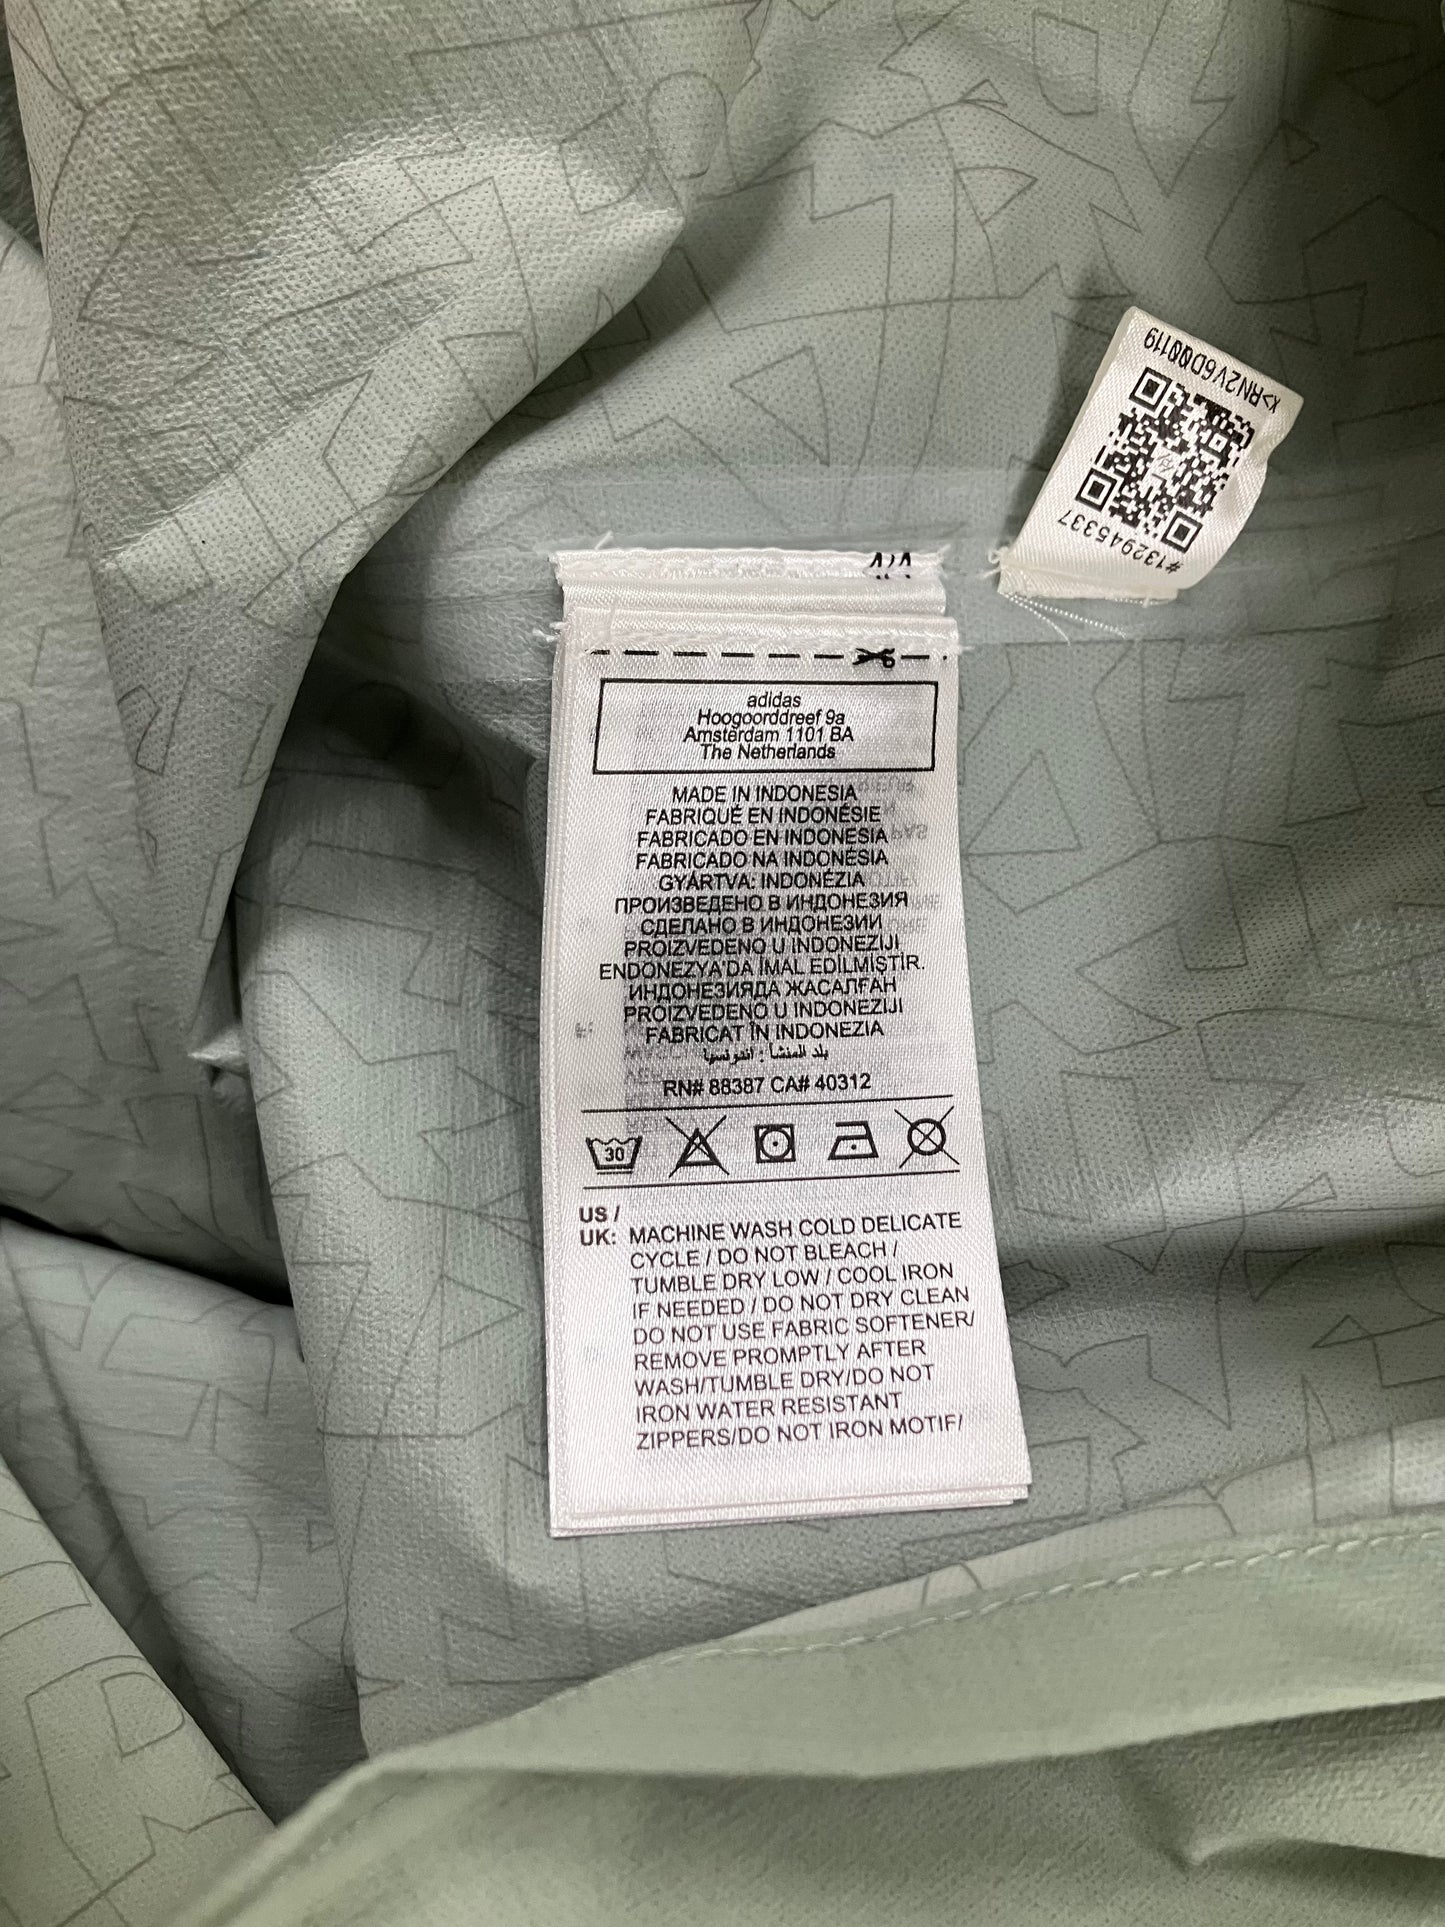 adidas
Hoogoorddreef 9a
Amsterdam 1101 BA
The Netherlands
MADE IN INDONESIA
FABRIQUÉ EN INDONÉSIE
FABRICADO EN INDONESIA
FABRICADO NA INDONÉSIA
GYÁRTVA: INDONÉZIA
ПРОИЗВЕДЕНО В ИНДОНЕЗИЯ
СДЕЛАНО В ИНДОНЕЗИИ
PROIZVEDENO U INDONEZIJI
ENDONEZYA'DA İMAL EDİLMİŞTİR.
ИНДОНЕЗИЯДА ЖАСАЛҒАН
PROIZVEDENO U INDONEZIJI
FABRICAT ÎN INDONEZIA
بلد المنشأ : اندونسيا
RN# 88387 CA# 40312
30
US /
UK: MACHINE WASH COLD DELICATE
CYCLE / DO NOT BLEACH /
TUMBLE DRY LOW / COOL IRON
IF NEEDED / DO NOT DRY CLEAN
DO NOT USE FABRIC SOFTENER/
REMOVE PROMPTLY AFTER
WASH/TUMBLE DRY/DO NOT
IRON WATER RESISTANT
ZIPPERS/DO NOT IRON MOTIF/
#132945337